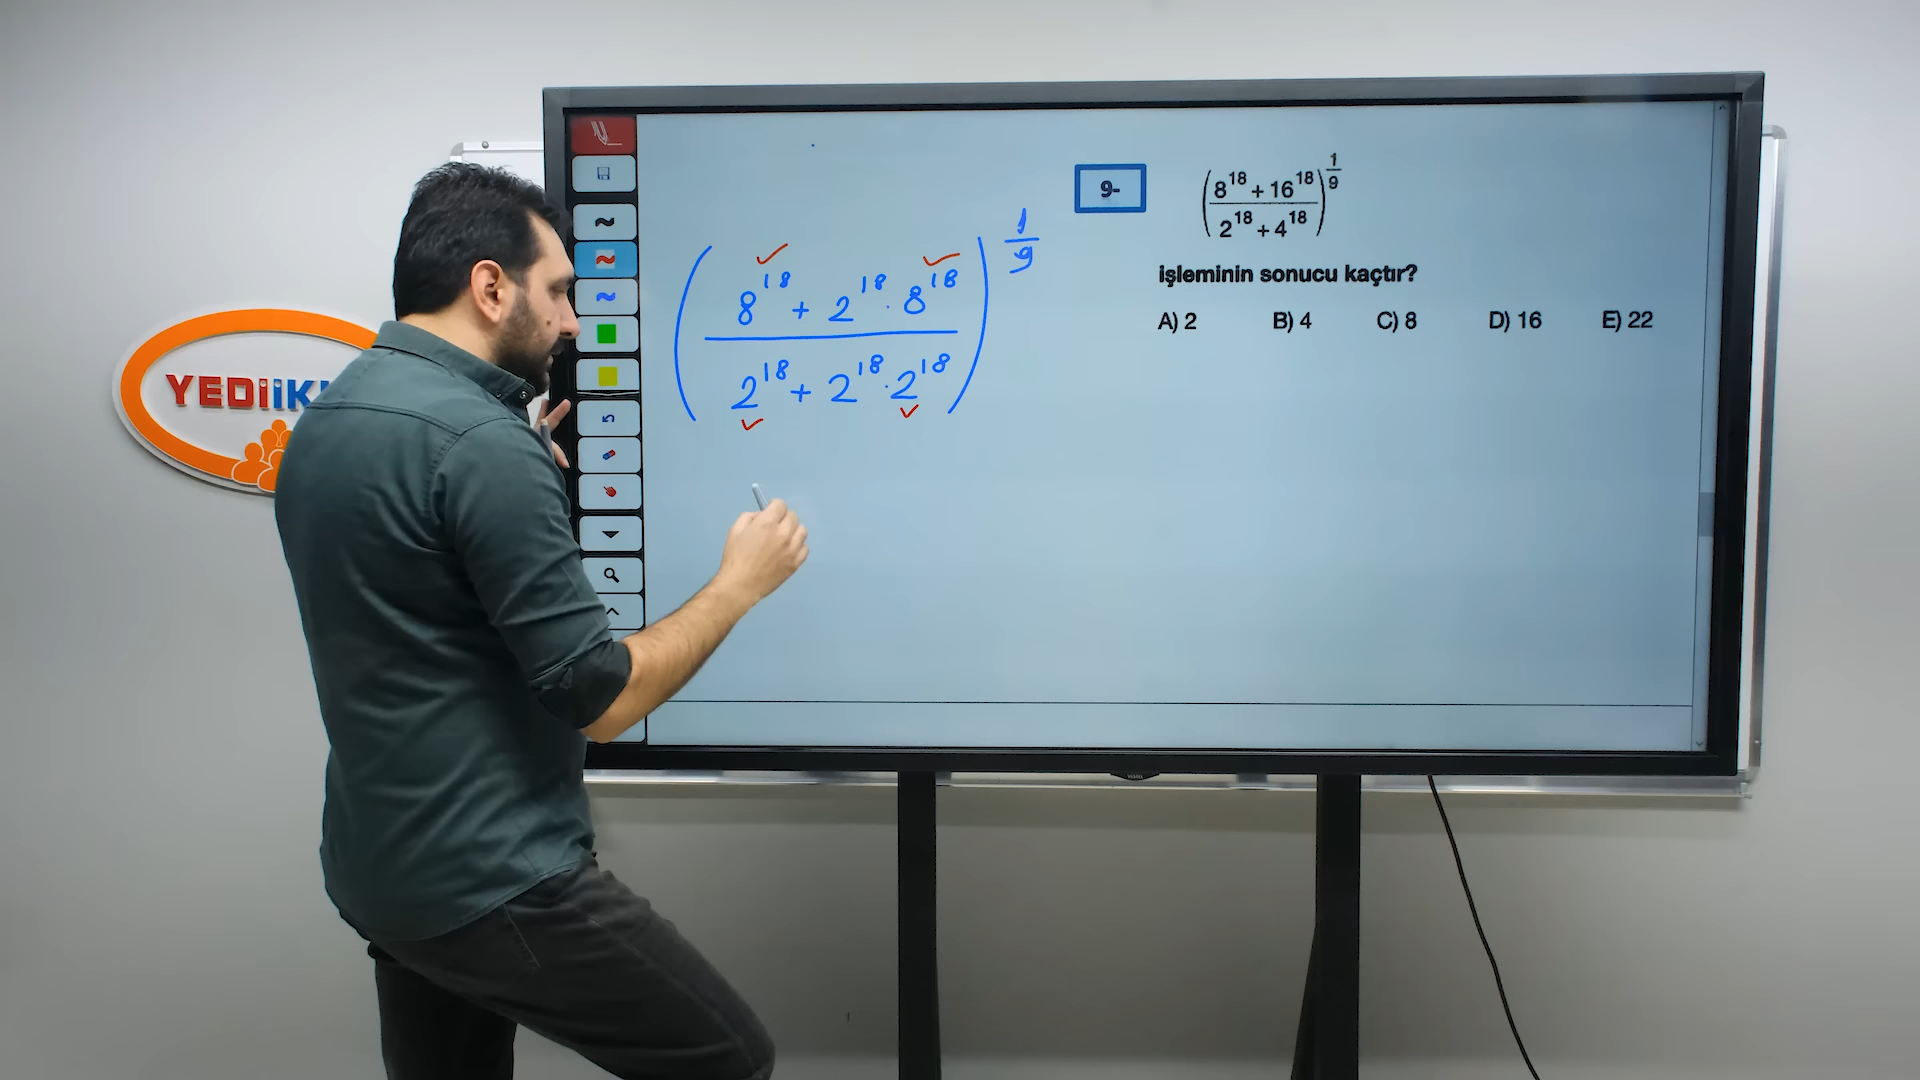 YEDiiK
(8^18 + 2^18 . 8^18 / 2^18 + 2^18 . 2^18)^1/9
9-
(8^18 + 16^18 / 2^18 + 4^18)^1/9
işleminin sonucu kaçtır?
A) 2 B) 4 C) 8 D) 16 E) 22